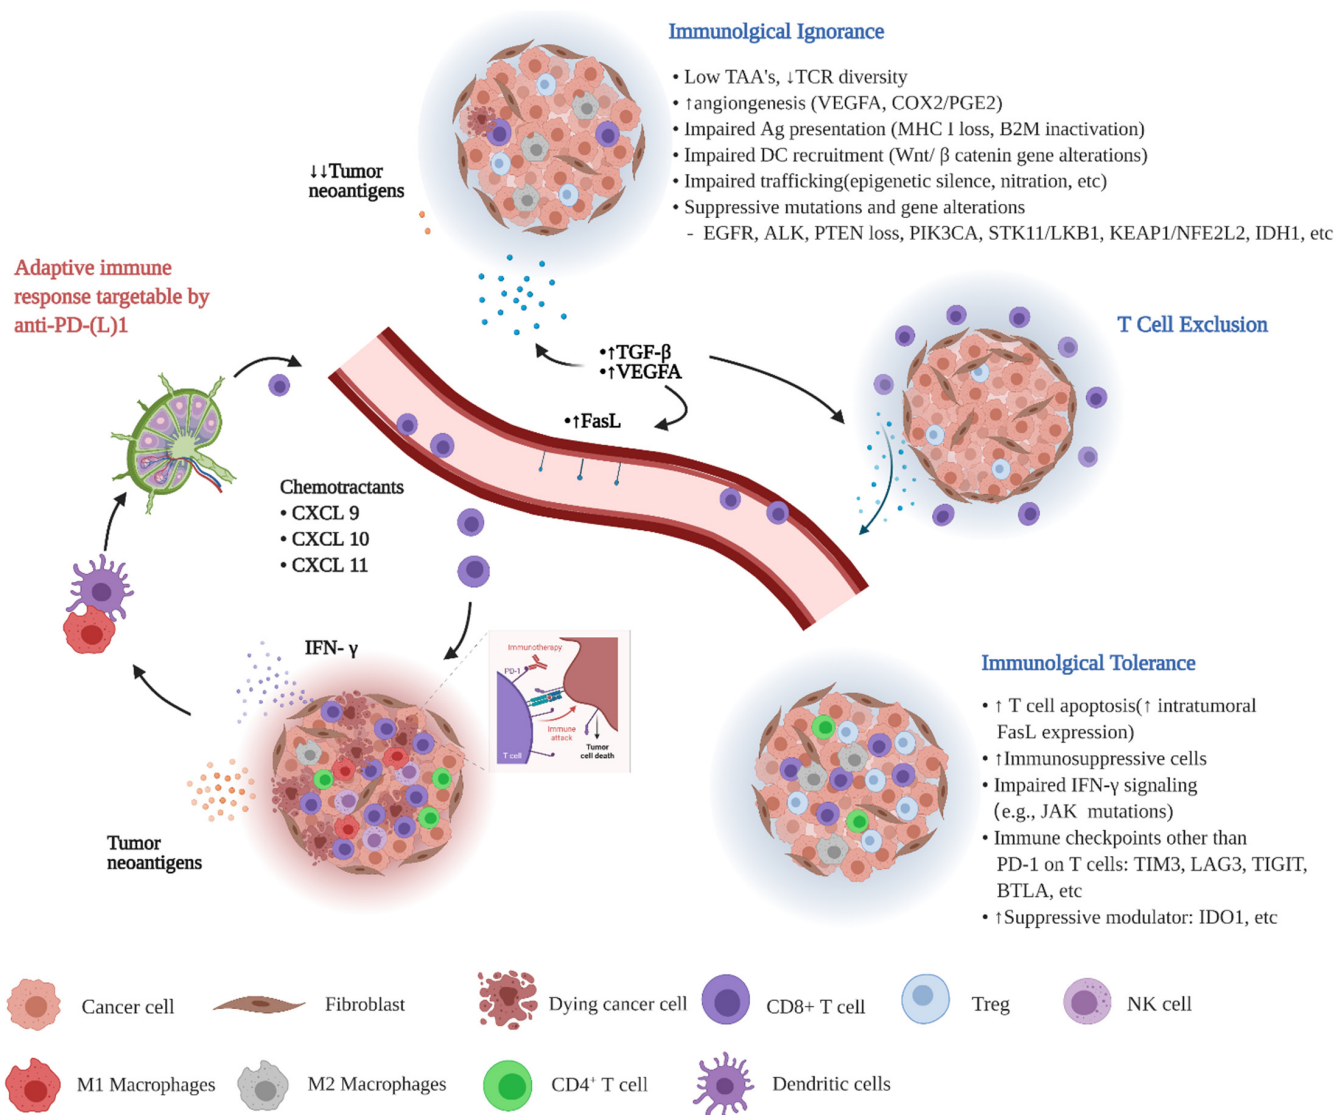 Immunolgical Ignorance
• Low TAA's, ↓TCR diversity
• ↑angiongenesis (VEGFA, COX2/PGE2)
• Impaired Ag presentation (MHC I loss, B2M inactivation)
• Impaired DC recruitment (Wnt/ β catenin gene alterations)
• Impaired trafficking(epigenetic silence, nitration, etc)
• Suppressive mutations and gene alterations
- EGFR, ALK, PTEN loss, PIK3CA, STK11/LKB1, KEAP1/NFE2L2, IDH1, etc
↓↓Tumor
neoantigens
Adaptive immune
response targetable by
anti-PD-(L)1
T Cell Exclusion
•↑TGF-β
•↑VEGFA
•↑FasL
Chemotractants
• CXCL 9
• CXCL 10
• CXCL 11
IFN- γ
Immunotherapy
PD-1
Immune
attack
T cell
Tumor
cell death
Tumor
neoantigens
Immunolgical Tolerance
• ↑ T cell apoptosis(↑ intratumoral
FasL expression)
• ↑Immunosuppressive cells
• Impaired IFN-γ signaling
(e.g., JAK mutations)
• Immune checkpoints other than
PD-1 on T cells: TIM3, LAG3, TIGIT,
BTLA, etc
• ↑Suppressive modulator: IDO1, etc
Cancer cell
Fibroblast
Dying cancer cell
CD8+ T cell
Treg
NK cell
M1 Macrophages
M2 Macrophages
CD4⁺ T cell
Dendritic cells